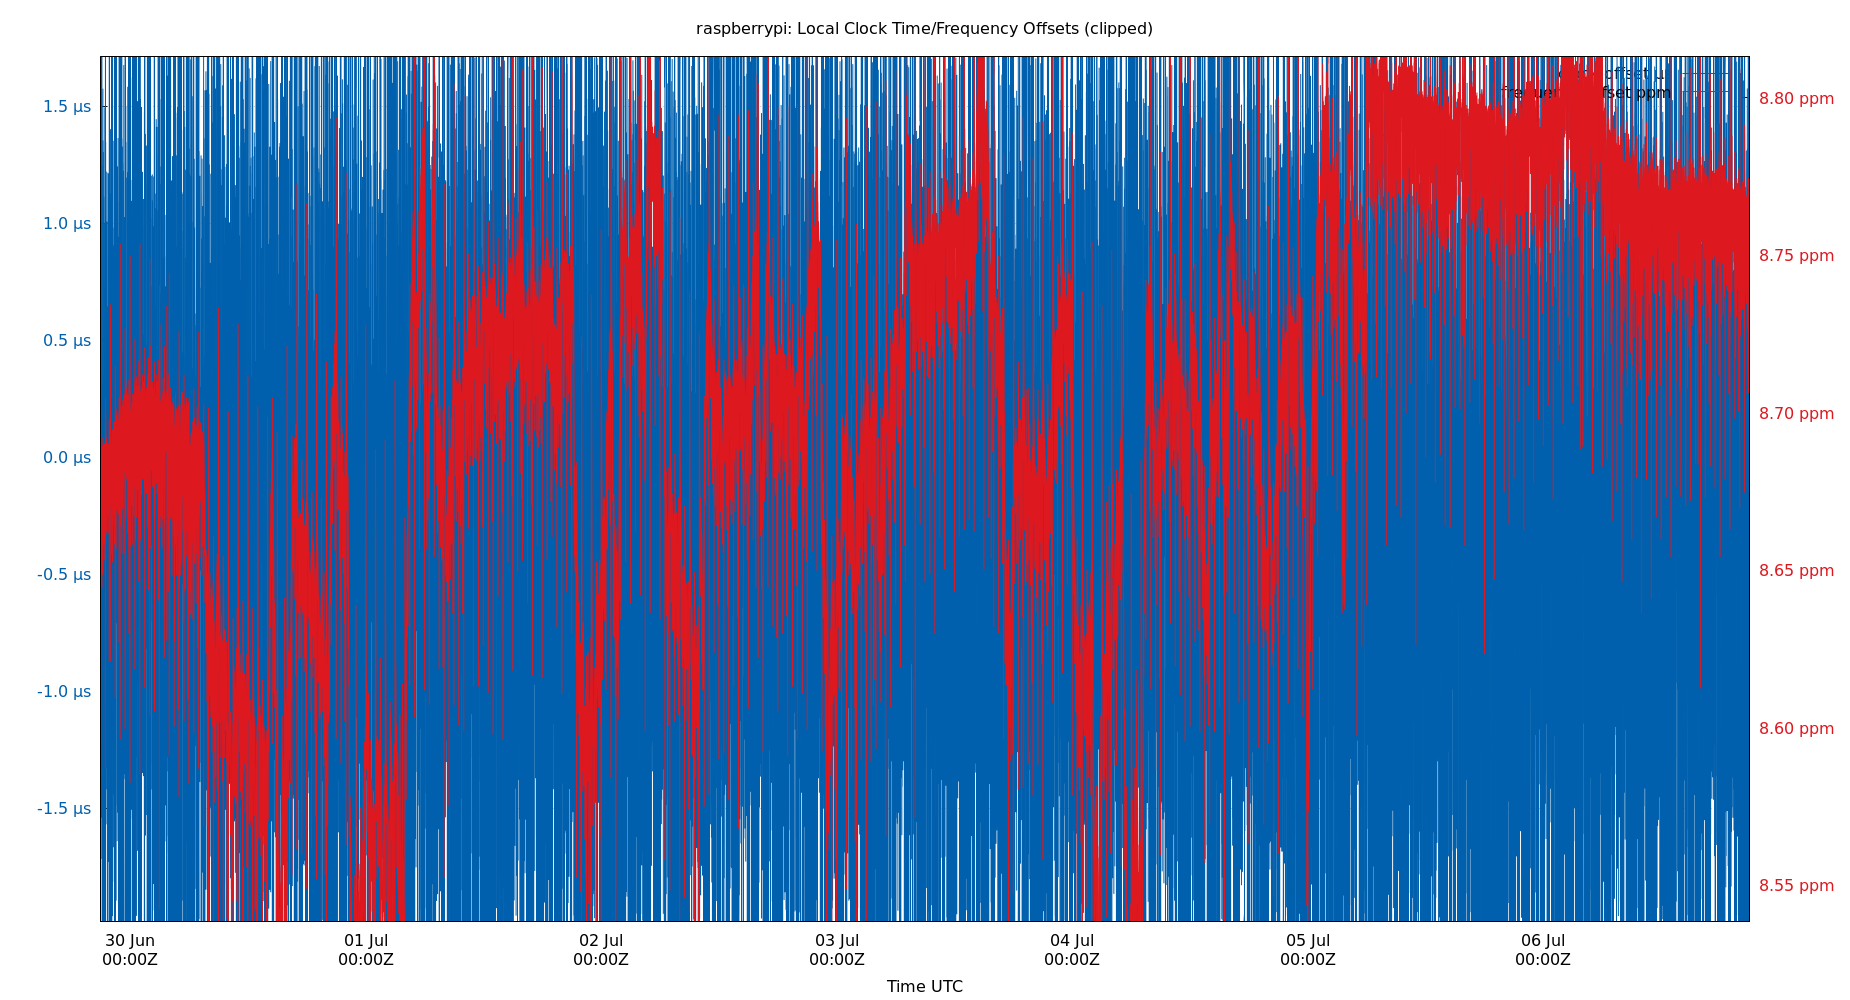 raspberrypi: Local Clock Time/Frequency Offsets (clipped)
offset
ppm
1.5 µs
1.0 µs
0.5 µs
0.0 µs
-0.5 µs
-1.0 µs
-1.5 µs
8.80 ppm
8.75 ppm
8.70 ppm
8.65 ppm
8.60 ppm
8.55 ppm
30 Jun 01 Jul 02 Jul 03 Jul 04 Jul 05 Jul 06 Jul
00:00Z 00:00Z 00:00Z 00:00Z 00:00Z 00:00Z 00:00Z
Time UTC